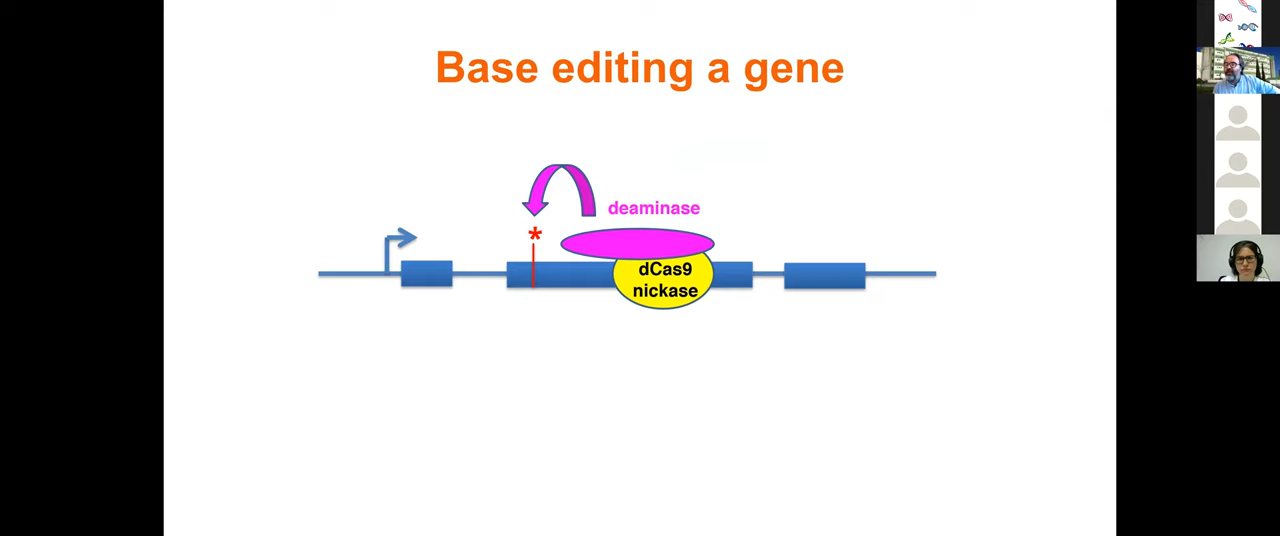 Base editing a gene
deaminase
*
dCas9
nickase